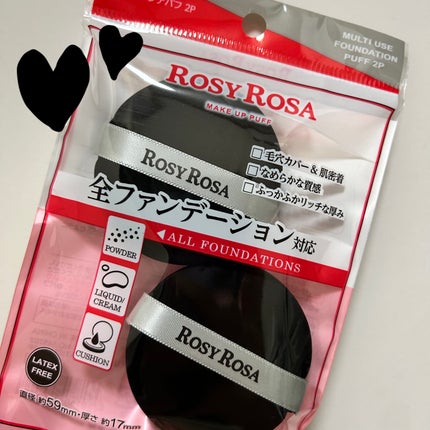 パフ 2P
MULTI USE
FOUNDATION
PUFF 2P
ROSY ROSA
MAKE UP PUFF
ROSY ROSA
毛穴カバー & 肌密着
なめらかな質感
ふっかふかリッチな厚み
全ファンデーション対応
◀ALL FOUNDATIONS
POWDER
LIQUID/
CREAM
CUSHION
ROSY ROSA
LATEX
FREE
直径/約59mm・厚さ 約17mm